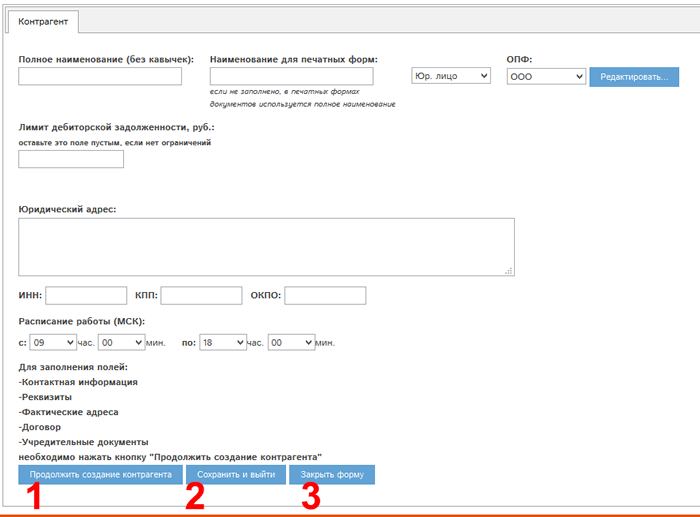 Контрагент
Полное наименование (без кавычек): Наименование для печатных форм: ОПФ:
Юр. лицо ООО Редактировать...
если не заполнено, в печатных формах
документов используется полное наименование
Лимит дебиторской задолженности, руб.:
оставьте это поле пустым, если нет ограничений
Юридический адрес:
ИНН: КПП: ОКПО:
Расписание работы (МСК):
с: 09 час. 00 мин. по: 18 час. 00 мин.
Для заполнения полей:
-Контактная информация
-Реквизиты
-Фактические адреса
-Договор
-Учредительные документы
необходимо нажать кнопку "Продолжить создание контрагента"
Продолжить создание контрагента Сохранить и выйти Закрыть форму
1 2 3